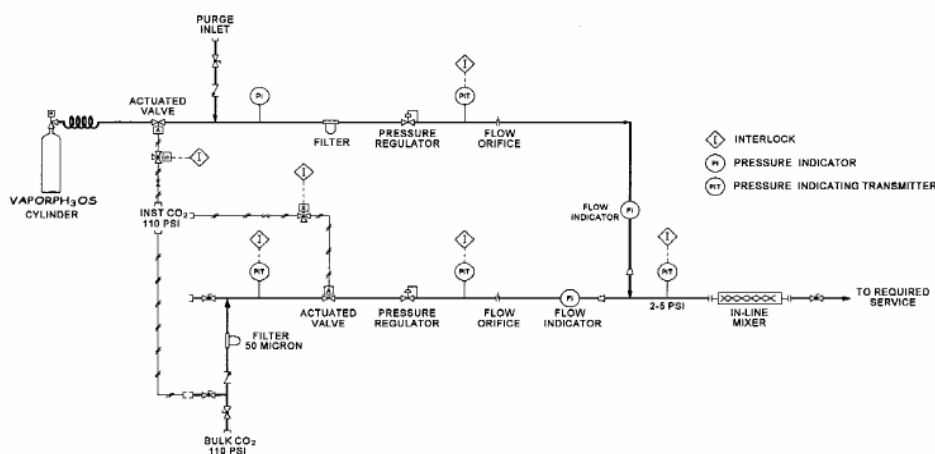 PURGE
INLET
ACTUATED
VALVE
PI
FILTER
PRESSURE
REGULATOR
I
PIT
FLOW
ORIFICE
VAPORPH3OS
CYLINDER
A
I
I
INST CO2
110 PSI
FLOW
INDICATOR
FI
I
INTERLOCK
PI
PRESSURE INDICATOR
PIT
PRESSURE INDICATING TRANSMITTER
I
PIT
A
ACTUATED
VALVE
PRESSURE
REGULATOR
I
PIT
FLOW
ORIFICE
FI
FLOW
INDICATOR
I
PIT
2-5 PSI
IN-LINE
MIXER
TO REQUIRED
SERVICE
FILTER
50 MICRON
BULK CO2
110 PSI